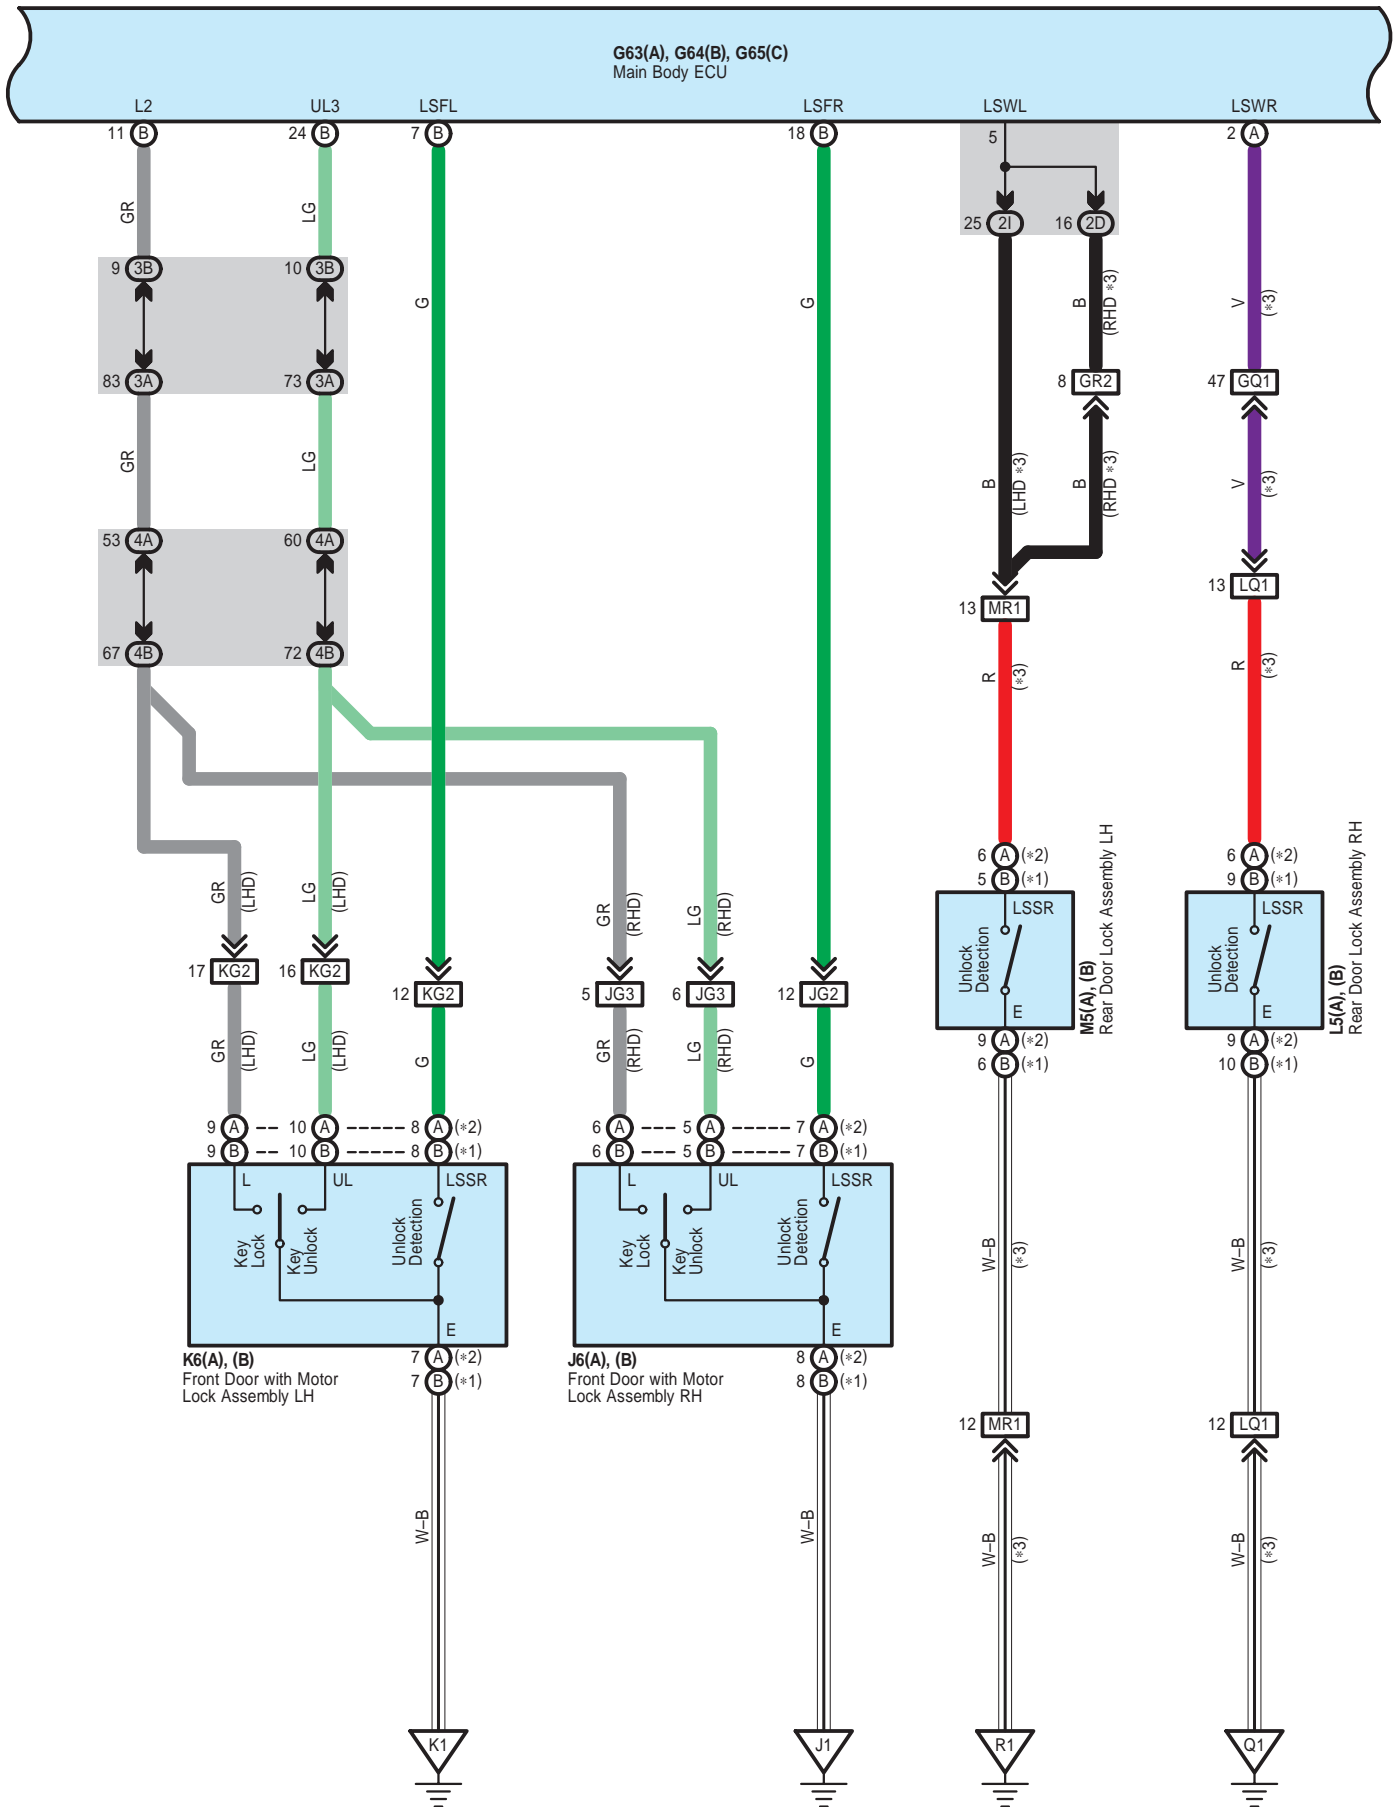 G63(A), G64(B), G65(C)
Main Body ECU
L2 UL3 LSFL LSFR LSWL LSWR
11 B 24 B 7 B 18 B 5 2 A
GR LG
25 2I 16 2D
9 3B 10 3B
G G B (RHD *3) V (*3)
83 3A 73 3A 8 GR2 47 GQ1
GR LG B (LHD *3) B (RHD *3) V (*3)
53 4A 60 4A
13 MR1 13 LQ1
67 4B 72 4B
R (*3) R (*3)
6 A (*2) 6 A (*2)
5 B (*1) 9 B (*1)
GR (LHD) LG (LHD) GR (RHD) LG (RHD)
LSSR LSSR
Unlock Detection
Unlock Detection
E E
M5(A), (B)
Rear Door Lock Assembly LH
L5(A), (B)
Rear Door Lock Assembly RH
17 KG2 16 KG2 12 KG2 5 JG3 6 JG3 12 JG2
9 A (*2) 9 A (*2)
6 B (*1) 10 B (*1)
GR (LHD) LG (LHD) G GR (RHD) LG (RHD) G
9 A 10 A 8 A (*2) 6 A 5 A 7 A (*2)
9 B 10 B 8 B (*1) 6 B 5 B 7 B (*1)
L UL LSSR L UL LSSR
Key Lock
Key Unlock
Unlock Detection
Key Lock
Key Unlock
Unlock Detection
W–B (*3) W–B (*3)
E E
K6(A), (B)
Front Door with Motor
Lock Assembly LH
7 A (*2)
7 B (*1)
J6(A), (B)
Front Door with Motor
Lock Assembly RH
8 A (*2)
8 B (*1)
12 MR1 12 LQ1
W–B W–B W–B (*3) W–B (*3)
K1 J1 R1 Q1